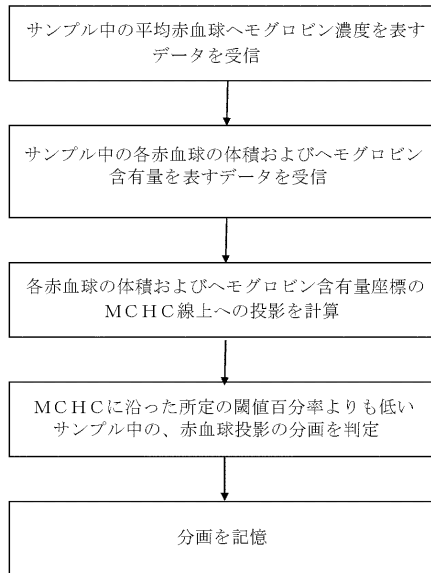 サンプル中の平均赤血球ヘモグロビン濃度を表す
データを受信
サンプル中の各赤血球の体積およびヘモグロビン
含有量を表すデータを受信
各赤血球の体積およびヘモグロビン含有量座標の
MCHC線上への投影を計算
MCHCに沿った所定の閾値百分率よりも低い
サンプル中の、赤血球投影の分画を判定
分画を記憶